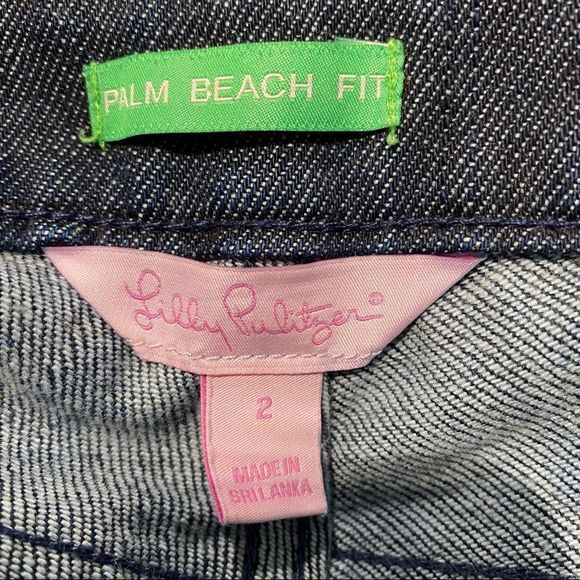 PALM BEACH FIT
Lilly Pulitzer®
2
MADE IN
SRI LANKA